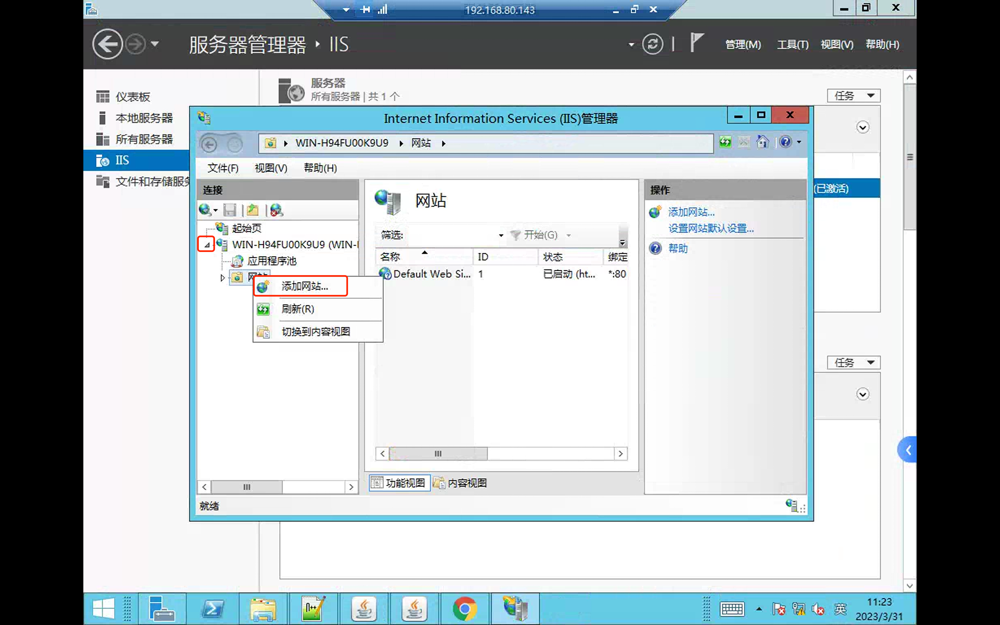 192.168.80.143
服务器管理器 ‣ IIS
管理(M) 工具(T) 视图(V) 帮助(H)
仪表板
本地服务器
所有服务器
IIS
文件和存储服务
服务器
所有服务器 | 共 1 个
任务
(已激活)
Internet Information Services (IIS)管理器
WIN-H94FU00K9U9 网站
文件(F) 视图(V) 帮助(H)
连接
起始页
WIN-H94FU00K9U9 (WIN-
应用程序池
网站
添加网站...
刷新(R)
切换到内容视图
网站
筛选: 开始(G)
名称 ID 状态 绑定
Default Web Si... 1 已启动 (ht... *:80
功能视图 内容视图
操作
添加网站...
设置网站默认设置...
帮助
就绪
任务
英
11:23
2023/3/31